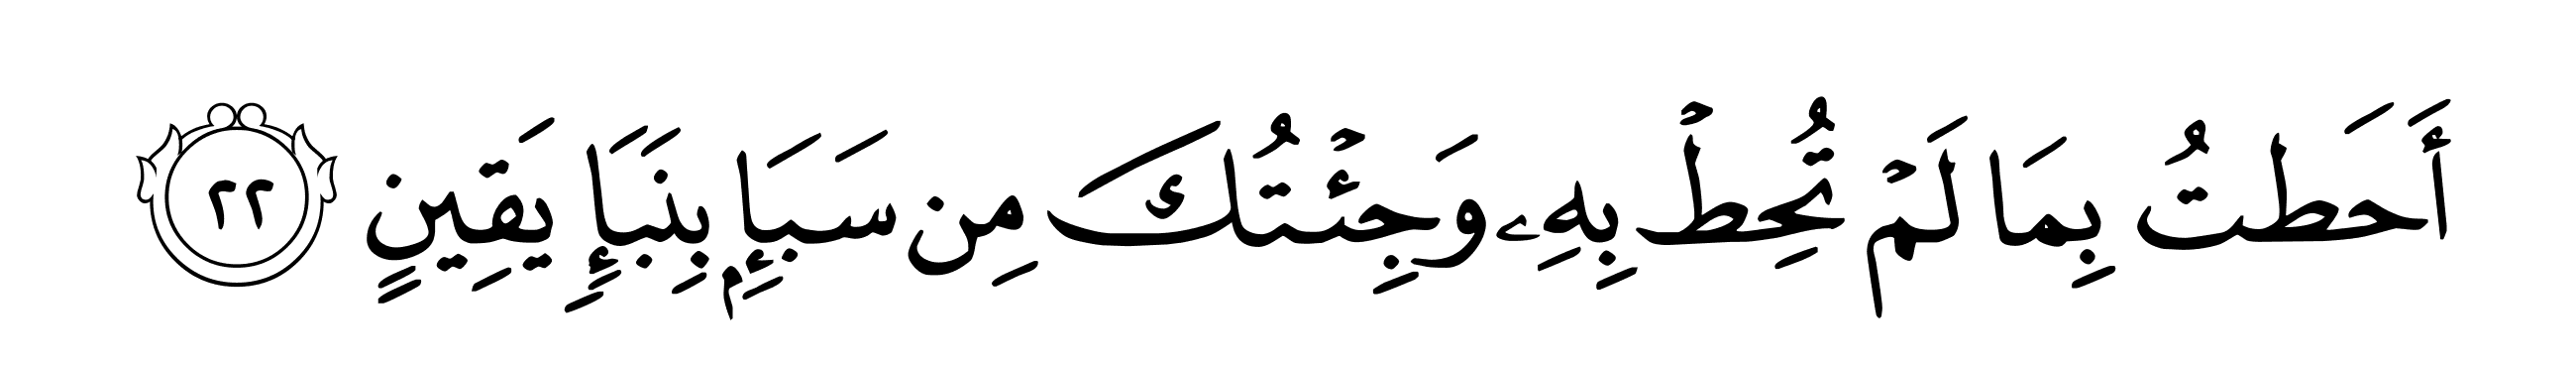 أَحَطتُ بِمَا لَمْ تُحِطْ بِهِۦ وَجِئْتُكَ مِن سَبَإٍۭ بِنَبَإٍ يَقِينٍ ٢٢